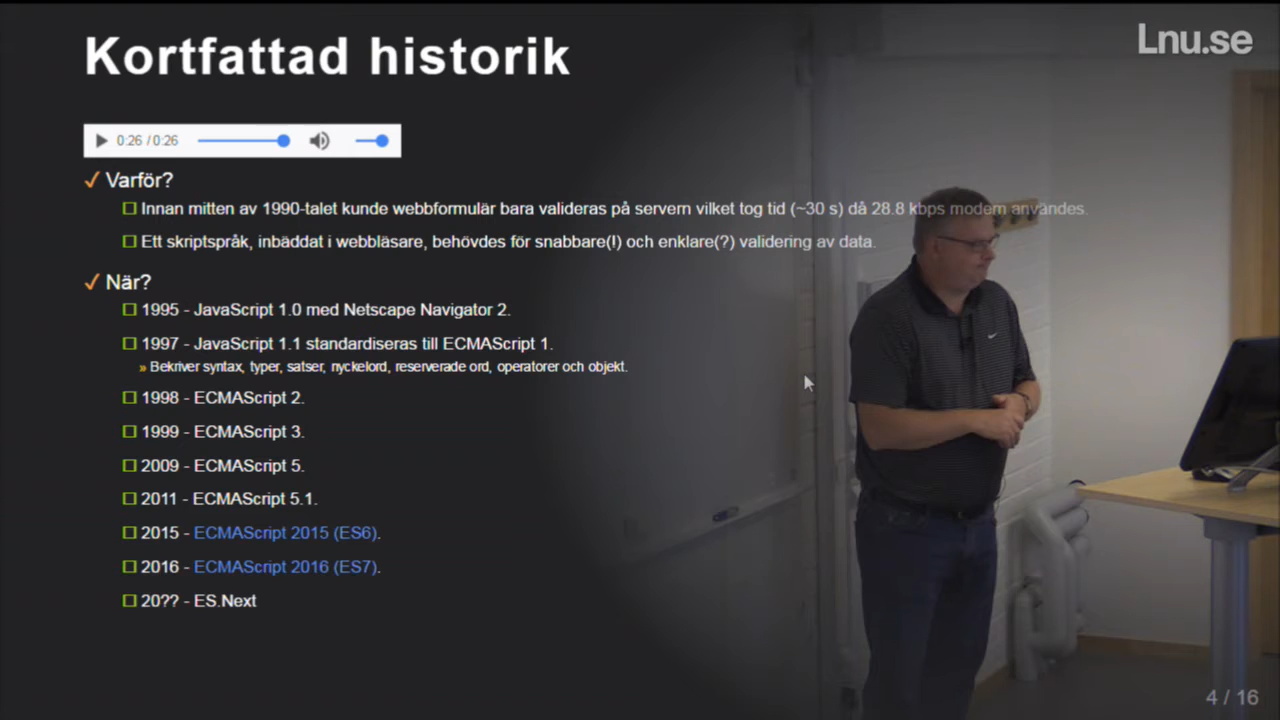 Kortfattad historik
Lnu.se
0:26 / 0:26
Varför?
Innan mitten av 1990-talet kunde webbformulär bara valideras på servern vilket tog tid (~30 s) då 28.8 kbps modem användes.
Ett skriptspråk, inbäddat i webbläsare, behövdes för snabbare(!) och enklare(?) validering av data.
När?
1995 - JavaScript 1.0 med Netscape Navigator 2.
1997 - JavaScript 1.1 standardiseras till ECMAScript 1.
» Bekriver syntax, typer, satser, nyckelord, reserverade ord, operatorer och objekt.
1998 - ECMAScript 2.
1999 - ECMAScript 3.
2009 - ECMAScript 5.
2011 - ECMAScript 5.1.
2015 - ECMAScript 2015 (ES6).
2016 - ECMAScript 2016 (ES7).
20?? - ES.Next
4 / 16